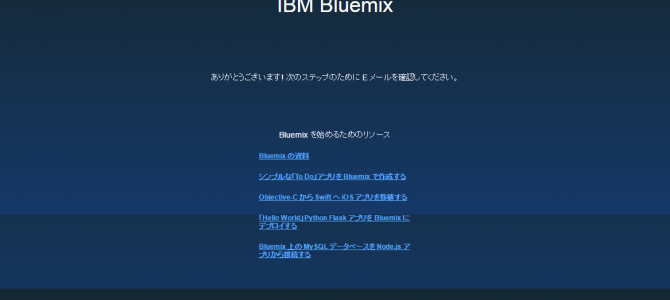 IBM Bluemix
ありがとうございます! 次のステップのために E メールを確認してください。
Bluemix を始めるためのリソース
Bluemix の資料
シンプルな「To Do」アプリを Bluemix で作成する
Objective-C から Swift へ iOS アプリを移植する
「Hello World」Python Flask アプリを Bluemix に
デプロイする
Bluemix 上の MySQL データベースを Node.js ア
プリから接続する